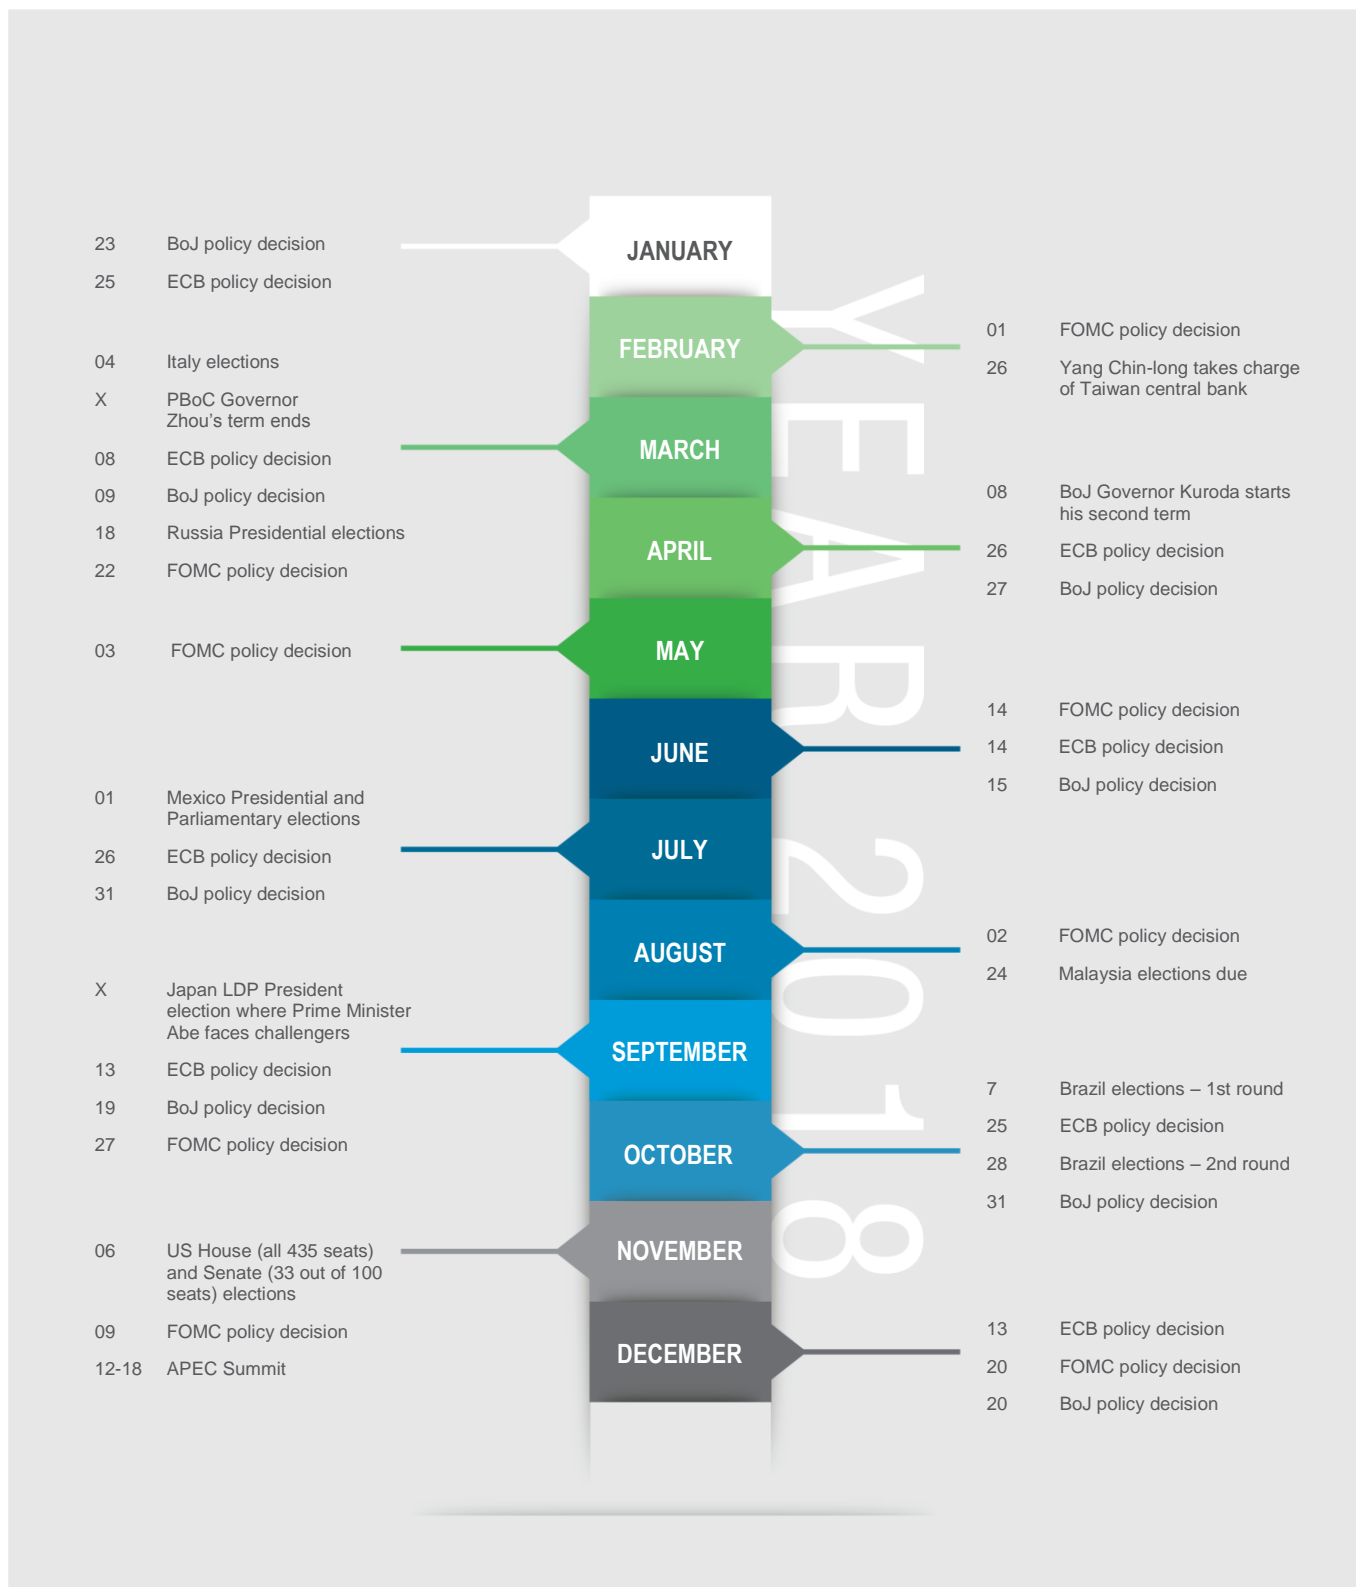 JANUARY
23 BoJ policy decision
25 ECB policy decision
FEBRUARY
01 FOMC policy decision
26 Yang Chin-long takes charge
of Taiwan central bank
MARCH
04 Italy elections
X PBoC Governor
Zhou’s term ends
08 ECB policy decision
09 BoJ policy decision
18 Russia Presidential elections
22 FOMC policy decision
APRIL
08 BoJ Governor Kuroda starts
his second term
26 ECB policy decision
27 BoJ policy decision
MAY
03 FOMC policy decision
JUNE
14 FOMC policy decision
14 ECB policy decision
15 BoJ policy decision
JULY
01 Mexico Presidential and
Parliamentary elections
26 ECB policy decision
31 BoJ policy decision
AUGUST
02 FOMC policy decision
24 Malaysia elections due
SEPTEMBER
X Japan LDP President
election where Prime Minister
Abe faces challengers
13 ECB policy decision
19 BoJ policy decision
27 FOMC policy decision
OCTOBER
7 Brazil elections – 1st round
25 ECB policy decision
28 Brazil elections – 2nd round
31 BoJ policy decision
NOVEMBER
06 US House (all 435 seats)
and Senate (33 out of 100
seats) elections
09 FOMC policy decision
12-18 APEC Summit
DECEMBER
13 ECB policy decision
20 FOMC policy decision
20 BoJ policy decision
YEAR 2018